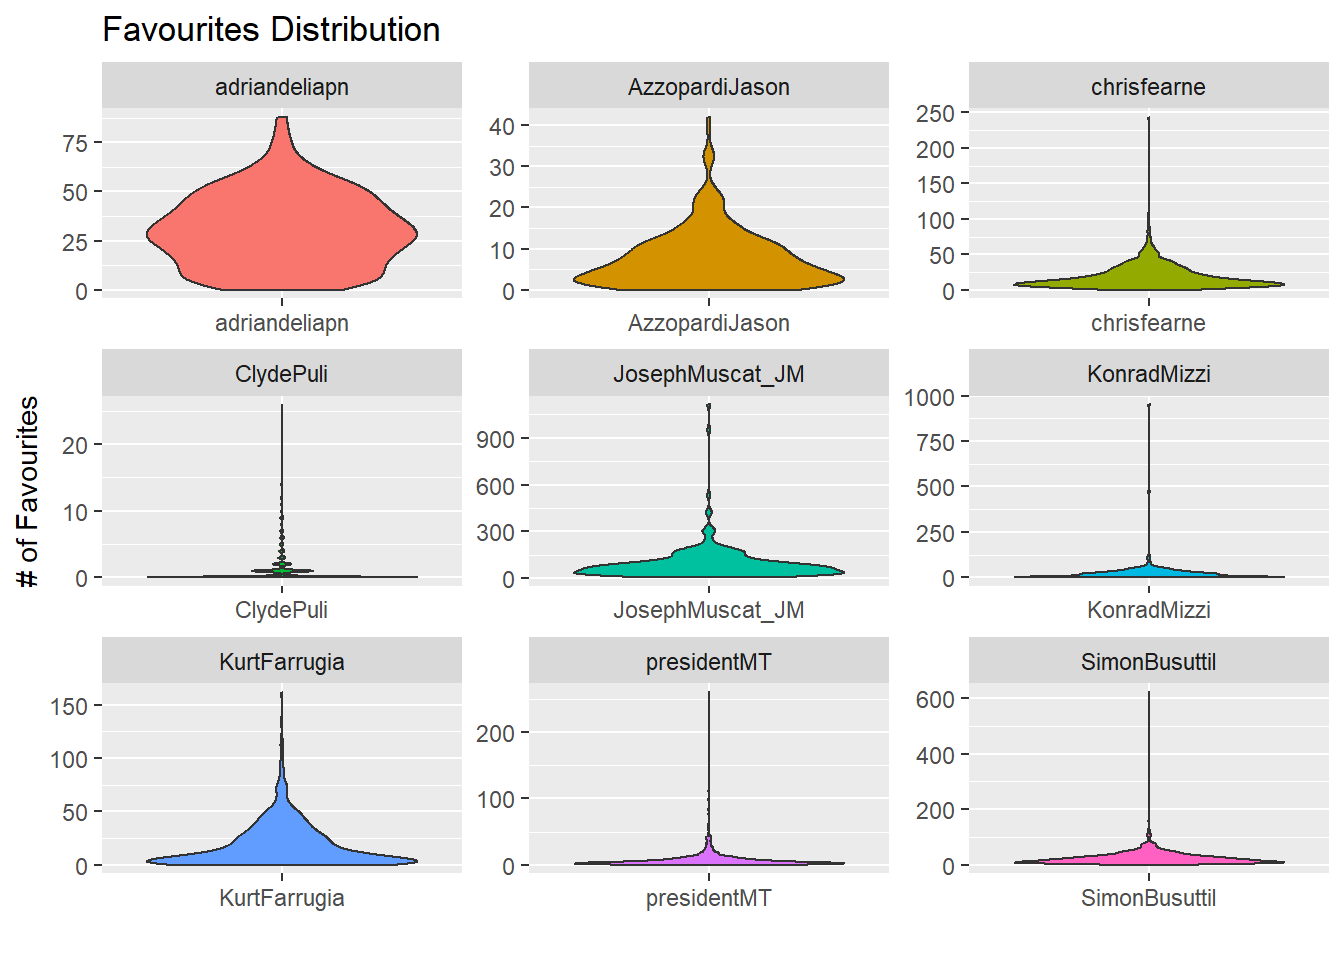 Favourites Distribution
# of Favourites
adriandeliapn
75
50
25
0
adriandeliapn
AzzopardiJason
40
30
20
10
0
AzzopardiJason
chrisfearne
250
200
150
100
50
0
chrisfearne
ClydePuli
20
10
0
ClydePuli
JosephMuscat_JM
900
600
300
0
JosephMuscat_JM
KonradMizzi
1000
750
500
250
0
KonradMizzi
KurtFarrugia
150
100
50
0
KurtFarrugia
presidentMT
200
100
0
presidentMT
SimonBusuttil
600
400
200
0
SimonBusuttil